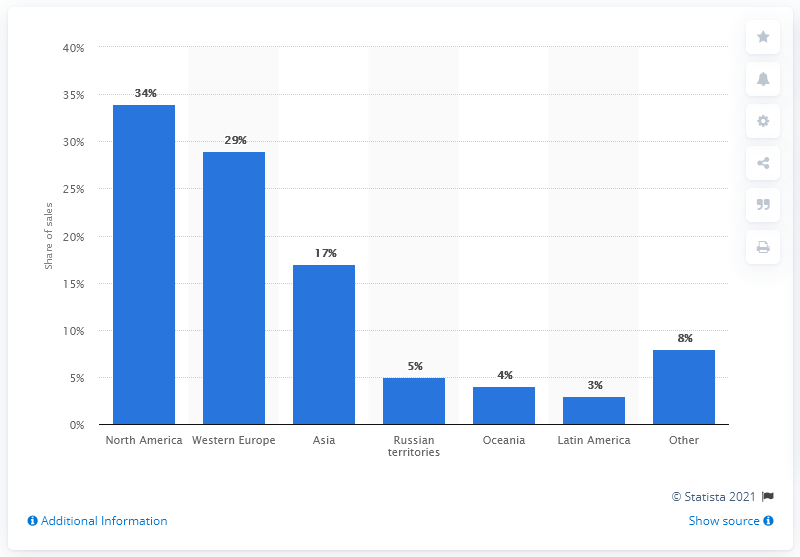 40%
35%
30%
25%
20%
15%
10%
5%
0%
Share of sales
34%
29%
17%
5%
4%
3%
8%
North America
Western Europe
Asia
Russian
territories
Oceania
Latin America
Other
© Statista 2021
Additional Information
Show source